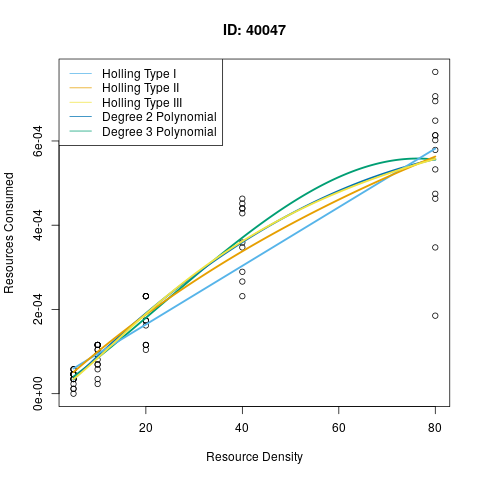 ID: 40047
Holling Type I
Holling Type II
Holling Type III
Degree 2 Polynomial
Degree 3 Polynomial
Resources Consumed
6e-04
4e-04
2e-04
0e+00
20
40
60
80
Resource Density